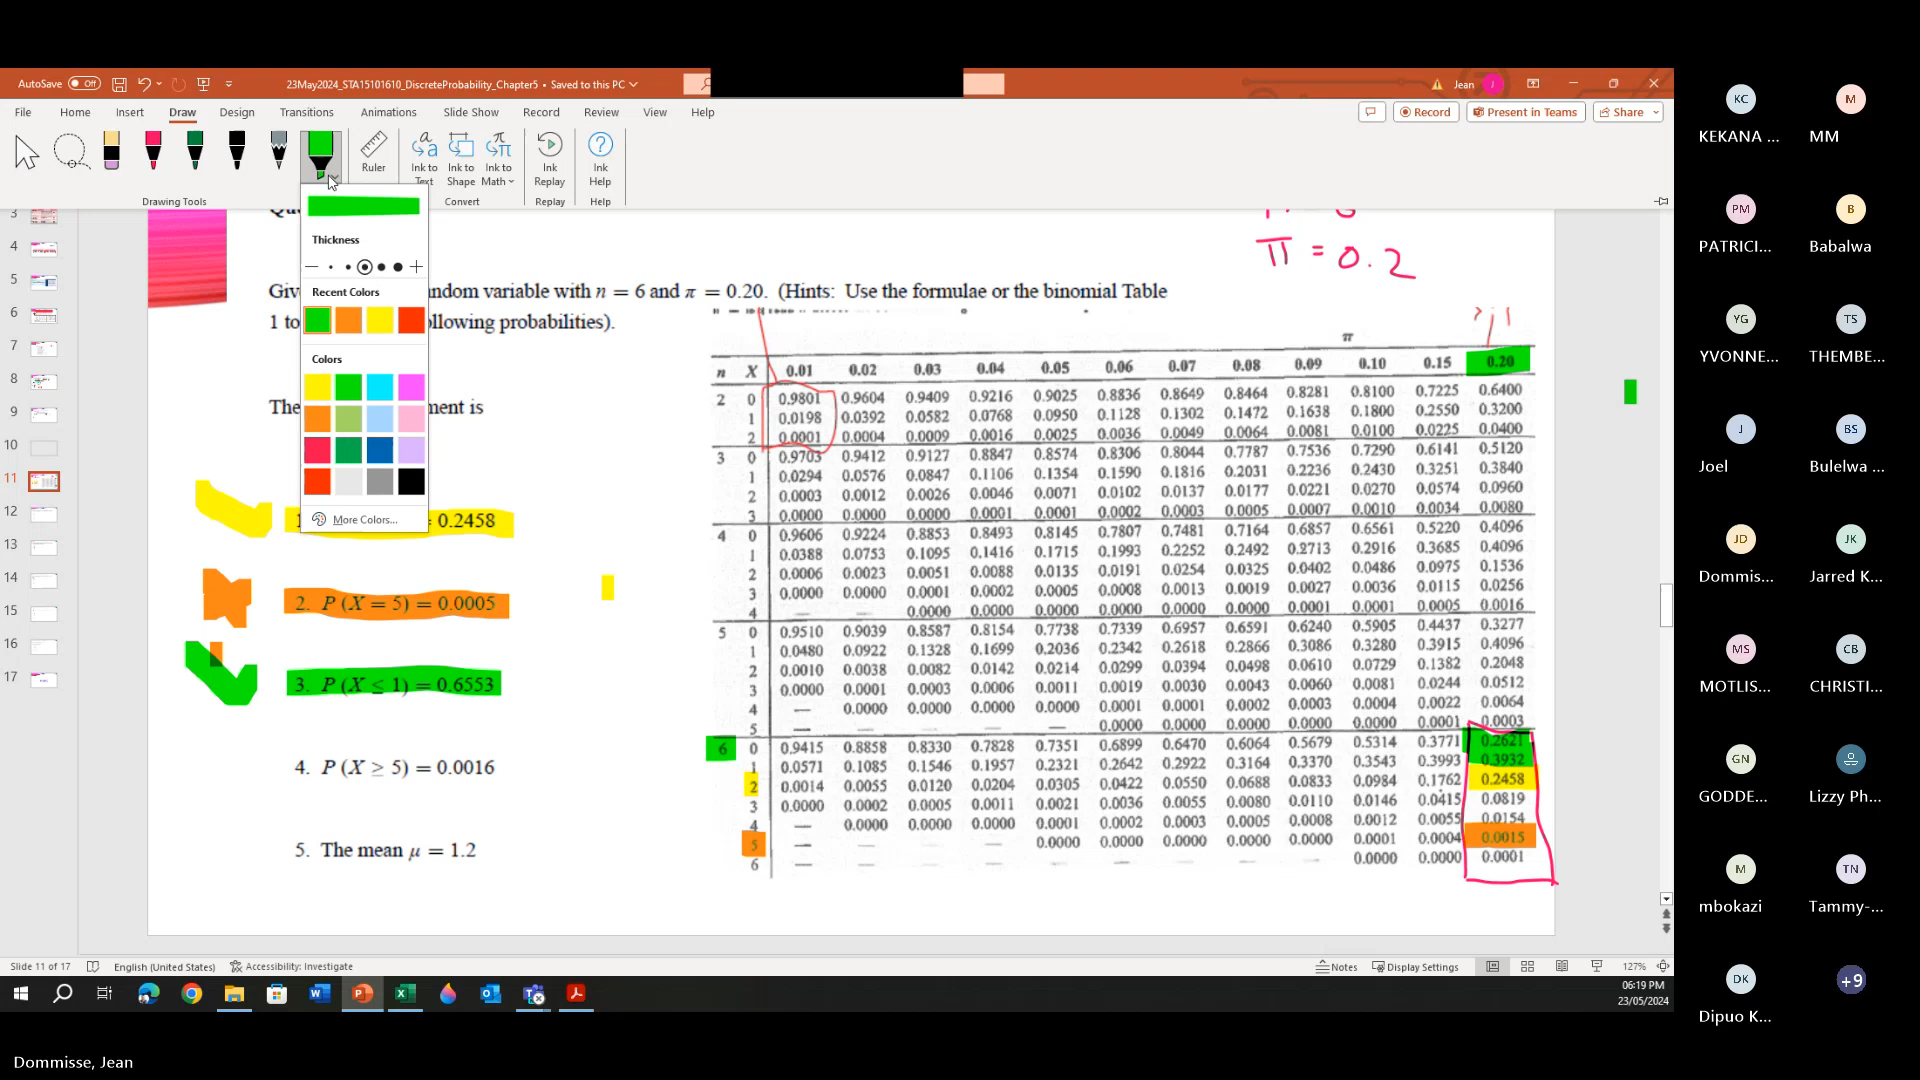 AutoSave Off 23May2024_STA15101610_DiscreteProbability_Chapter5 • Saved to this PC Jean
File Home Insert Draw Design Transitions Animations Slide Show Record Review View Help Record Present in Teams Share
Ruler Ink to Text Ink to Shape Ink to Math Ink Replay Ink Help
Drawing Tools Convert Replay Help
Thickness
Recent Colors
Colors
More Colors...
3
4
5
6
7
8
9
10
11
12
13
14
15
16
17
π = 0.2
andom variable with n = 6 and π = 0.20. (Hints: Use the formulae or the binomial Table
1 to ollowing probabilities).
The ment is
1. = 0.2458
2. P (X = 5) = 0.0005
3. P (X ≤ 1) = 0.6553
4. P (X ≥ 5) = 0.0016
5. The mean μ = 1.2
π
n X 0.01 0.02 0.03 0.04 0.05 0.06 0.07 0.08 0.09 0.10 0.15 0.20
2 0 0.9801 0.9604 0.9409 0.9216 0.9025 0.8836 0.8649 0.8464 0.8281 0.8100 0.7225 0.6400
1 0.0198 0.0392 0.0582 0.0768 0.0950 0.1128 0.1302 0.1472 0.1638 0.1800 0.2550 0.3200
2 0.0001 0.0004 0.0009 0.0016 0.0025 0.0036 0.0049 0.0064 0.0081 0.0100 0.0225 0.0400
3 0 0.9703 0.9412 0.9127 0.8847 0.8574 0.8306 0.8044 0.7787 0.7536 0.7290 0.6141 0.5120
1 0.0294 0.0576 0.0847 0.1106 0.1354 0.1590 0.1816 0.2031 0.2236 0.2430 0.3251 0.3840
2 0.0003 0.0012 0.0026 0.0046 0.0071 0.0102 0.0137 0.0177 0.0221 0.0270 0.0574 0.0960
3 0.0000 0.0000 0.0000 0.0001 0.0001 0.0002 0.0003 0.0005 0.0007 0.0010 0.0034 0.0080
4 0 0.9606 0.9224 0.8853 0.8493 0.8145 0.7807 0.7481 0.7164 0.6857 0.6561 0.5220 0.4096
1 0.0388 0.0753 0.1095 0.1416 0.1715 0.1993 0.2252 0.2492 0.2713 0.2916 0.3685 0.4096
2 0.0006 0.0023 0.0051 0.0088 0.0135 0.0191 0.0254 0.0325 0.0402 0.0486 0.0975 0.1536
3 0.0000 0.0000 0.0001 0.0002 0.0005 0.0008 0.0013 0.0019 0.0027 0.0036 0.0115 0.0256
4 — — 0.0000 0.0000 0.0000 0.0000 0.0000 0.0000 0.0001 0.0001 0.0005 0.0016
5 0 0.9510 0.9039 0.8587 0.8154 0.7738 0.7339 0.6957 0.6591 0.6240 0.5905 0.4437 0.3277
1 0.0480 0.0922 0.1328 0.1699 0.2036 0.2342 0.2618 0.2866 0.3086 0.3280 0.3915 0.4096
2 0.0010 0.0038 0.0082 0.0142 0.0214 0.0299 0.0394 0.0498 0.0610 0.0729 0.1382 0.2048
3 0.0000 0.0001 0.0003 0.0006 0.0011 0.0019 0.0030 0.0043 0.0060 0.0081 0.0244 0.0512
4 — 0.0000 0.0000 0.0000 0.0000 0.0001 0.0001 0.0002 0.0003 0.0004 0.0022 0.0064
5 — — — — — 0.0000 0.0000 0.0000 0.0000 0.0000 0.0001 0.0003
6 0 0.9415 0.8858 0.8330 0.7828 0.7351 0.6899 0.6470 0.6064 0.5679 0.5314 0.3771 0.2621
1 0.0571 0.1085 0.1546 0.1957 0.2321 0.2642 0.2922 0.3164 0.3370 0.3543 0.3993 0.3932
2 0.0014 0.0055 0.0120 0.0204 0.0305 0.0422 0.0550 0.0688 0.0833 0.0984 0.1762 0.2458
3 0.0000 0.0002 0.0005 0.0011 0.0021 0.0036 0.0055 0.0080 0.0110 0.0146 0.0415 0.0819
4 — 0.0000 0.0000 0.0000 0.0001 0.0002 0.0003 0.0005 0.0008 0.0012 0.0055 0.0154
5 — — — — 0.0000 0.0000 0.0000 0.0000 0.0000 0.0001 0.0004 0.0015
6 — — — — — — — — — 0.0000 0.0000 0.0001
Slide 11 of 17 English (United States) Accessibility: Investigate Notes Display Settings 127%
06:19 PM
23/05/2024
KC M
KEKANA ... MM
PM B
PATRICI... Babalwa
YG TS
YVONNE... THEMBE...
J BS
Joel Bulelwa ...
JD JK
Dommis... Jarred K...
MS CB
MOTLIS... CHRISTI...
GN
GODDE... Lizzy Ph...
M TN
mbokazi Tammy-...
DK +9
Dipuo K...
Dommisse, Jean